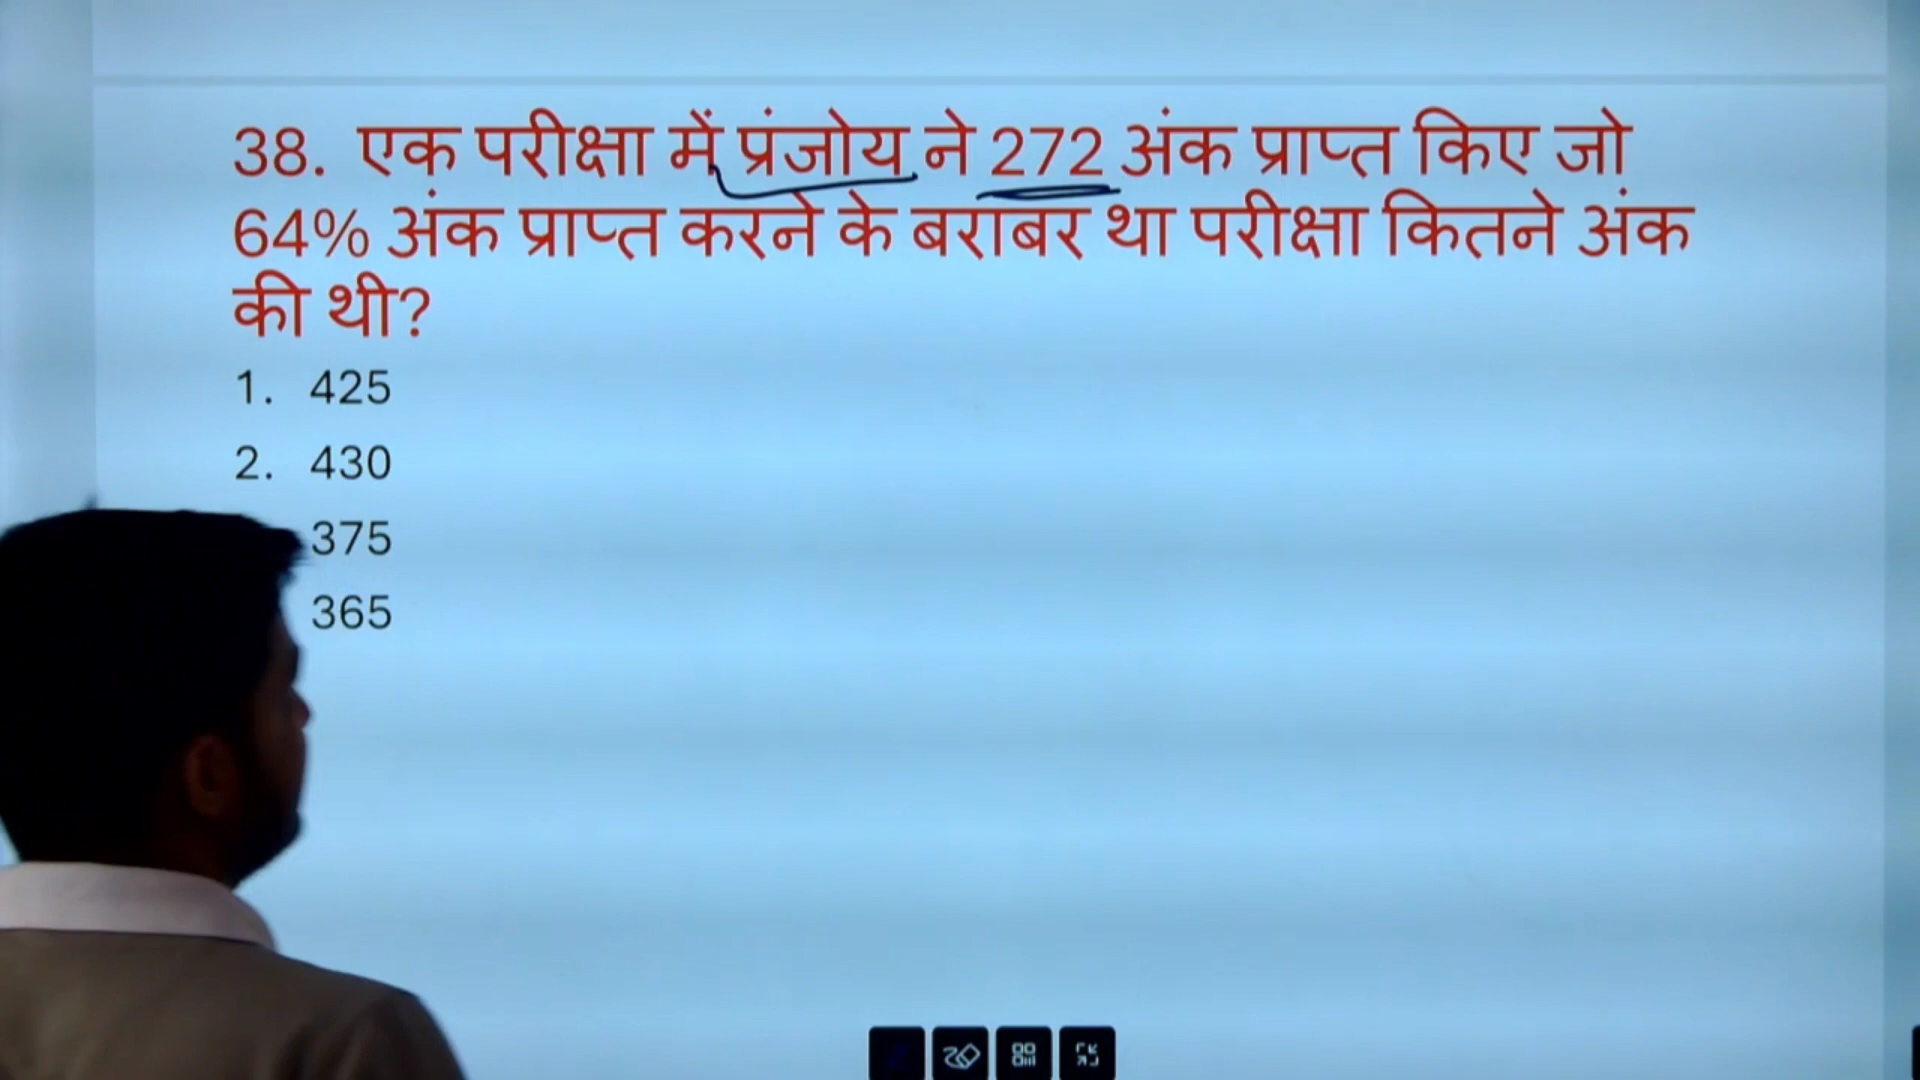 38. एक परीक्षा में प्रंजोय ने 272 अंक प्राप्त किए जो
64% अंक प्राप्त करने के बराबर था परीक्षा कितने अंक
की थी?
1. 425
2. 430
375
365